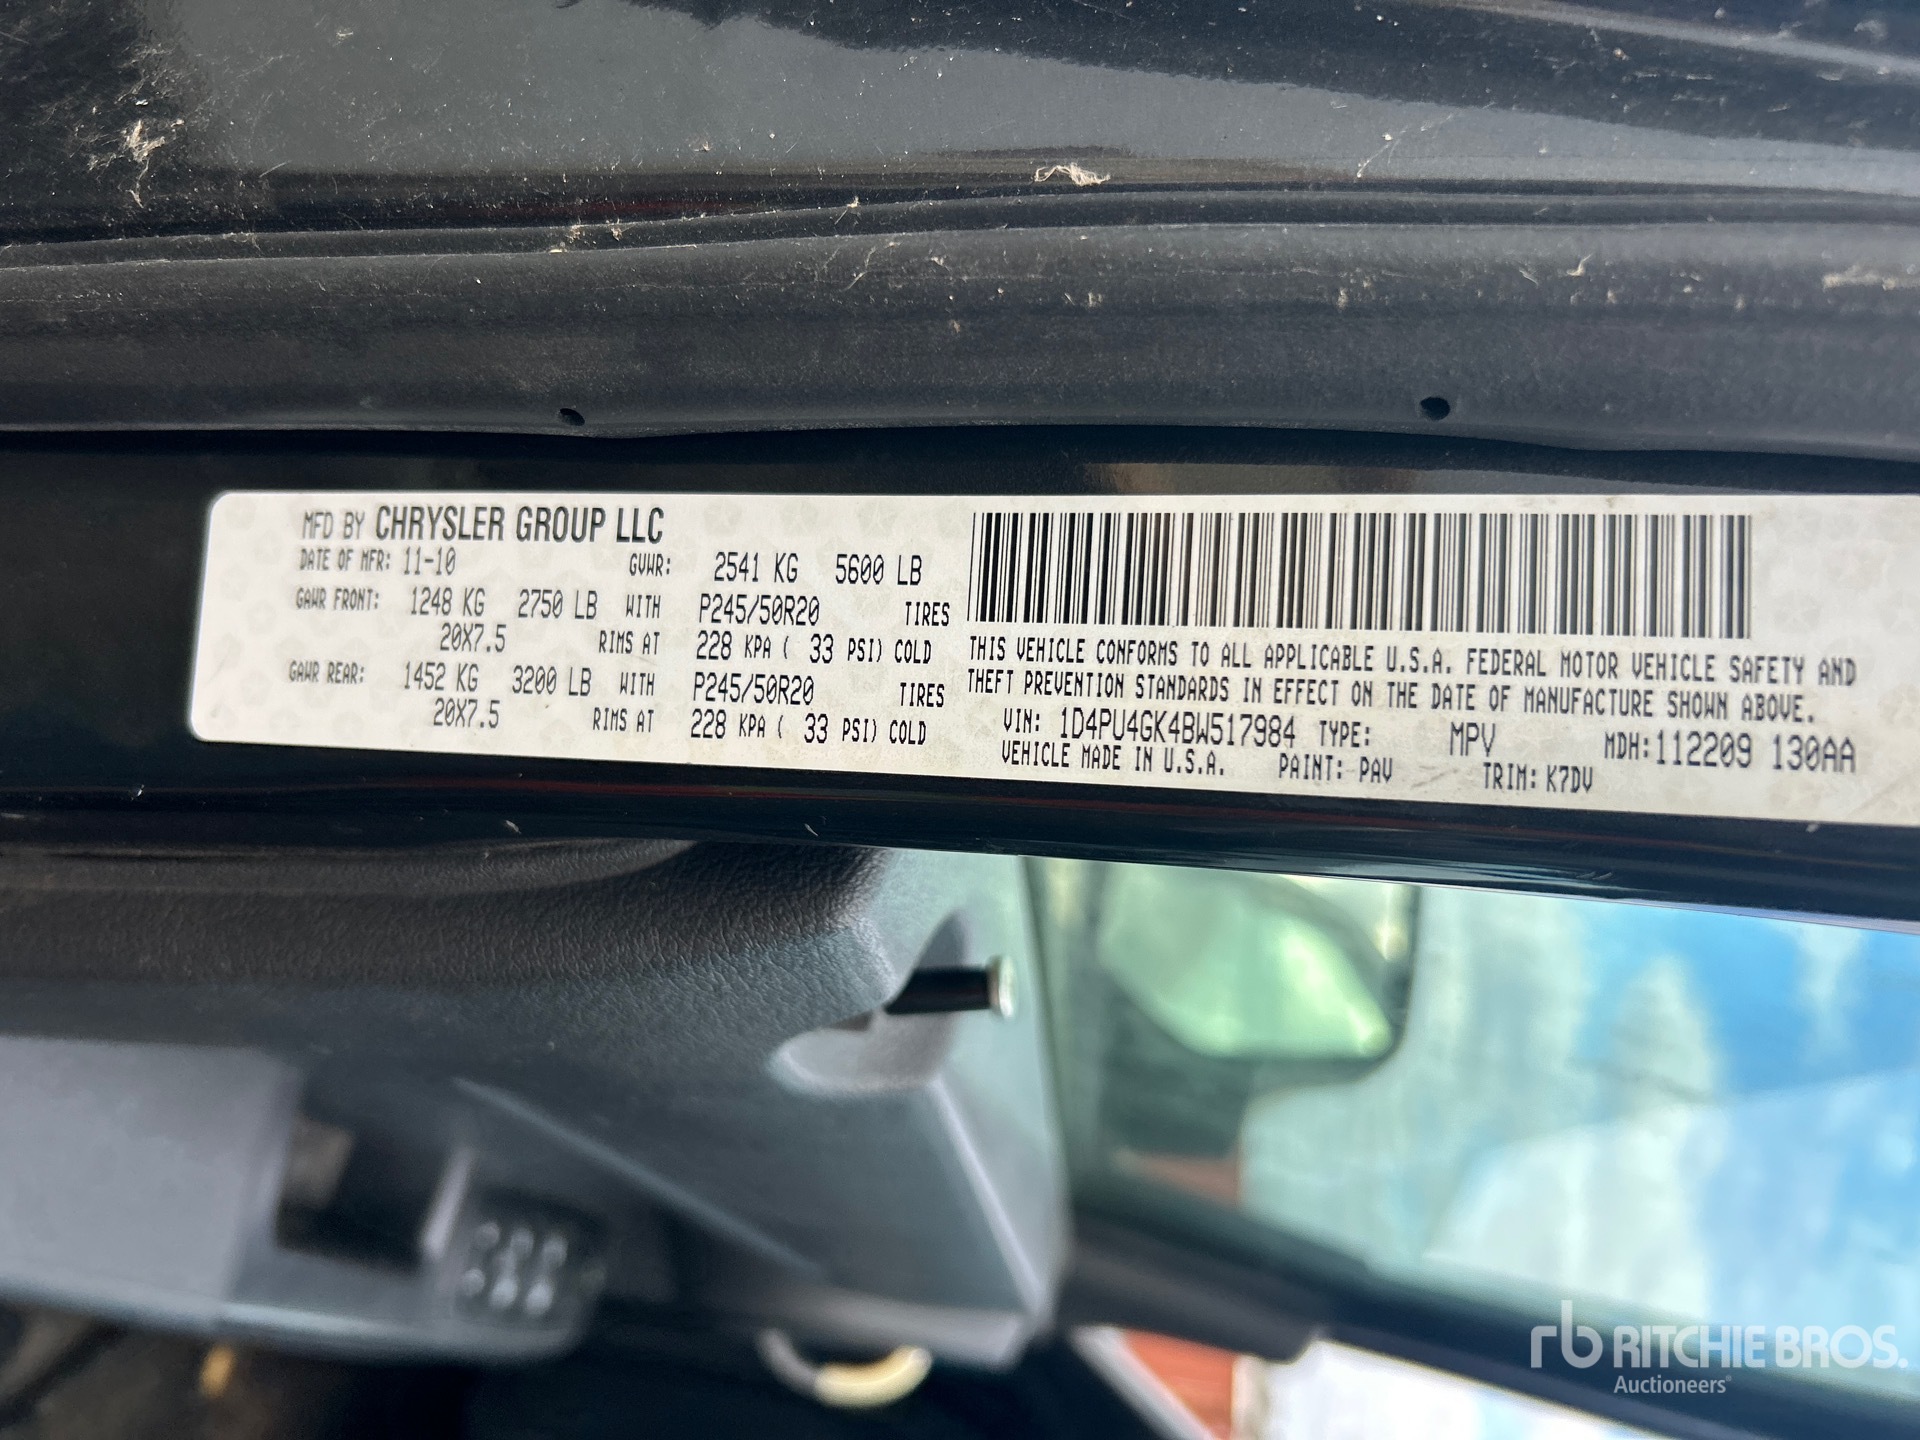 MFD BY CHRYSLER GROUP LLC
DATE OF MFR: 11-10 GVWR: 2541 KG 5600 LB
GAWR FRONT: 1248 KG 2750 LB WITH P245/50R20 TIRES
20X7.5 RIMS AT 228 KPA ( 33 PSI) COLD
GAWR REAR: 1452 KG 3200 LB WITH P245/50R20 TIRES
20X7.5 RIMS AT 228 KPA ( 33 PSI) COLD
THIS VEHICLE CONFORMS TO ALL APPLICABLE U.S.A. FEDERAL MOTOR VEHICLE SAFETY AND
THEFT PREVENTION STANDARDS IN EFFECT ON THE DATE OF MANUFACTURE SHOWN ABOVE.
VIN: 1D4PU4GK4BW517984 TYPE: MPV MDH:112209 130AA
VEHICLE MADE IN U.S.A. PAINT: PAV TRIM: K7DV
rb RITCHIE BROS.
Auctioneers